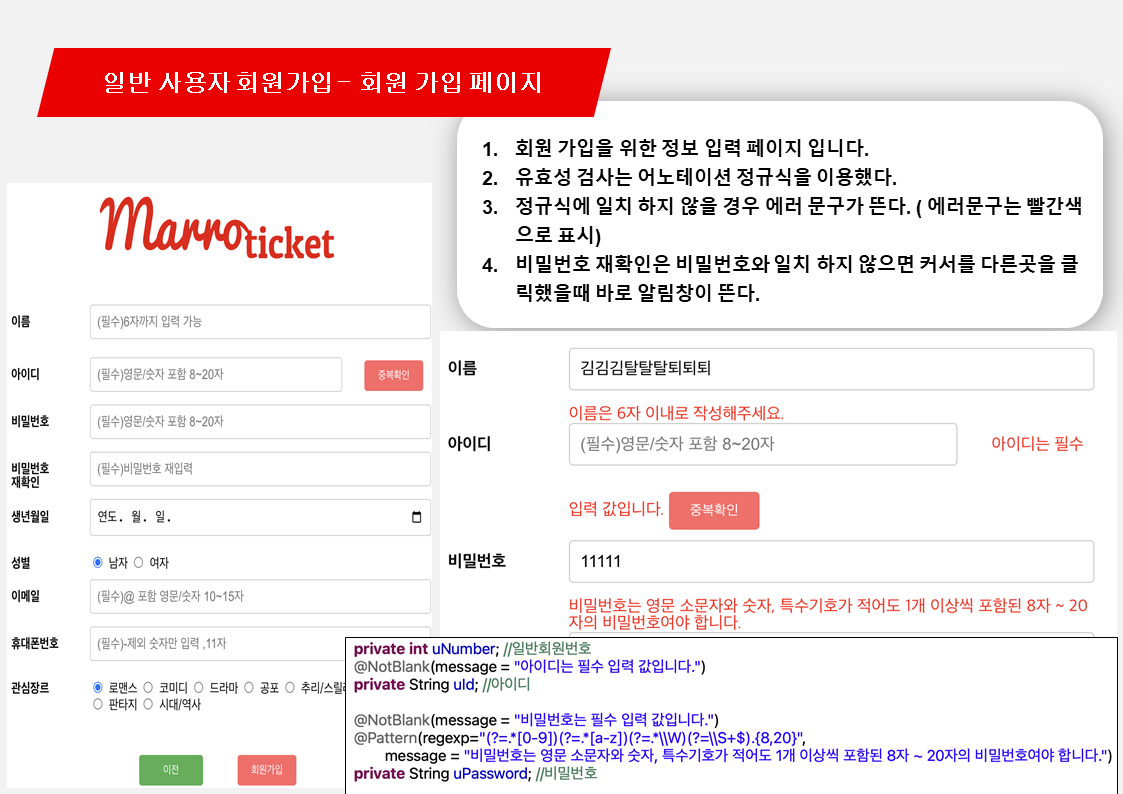 일반 사용자 회원가입 – 회원 가입 페이지
1. 회원 가입을 위한 정보 입력 페이지 입니다.
2. 유효성 검사는 어노테이션 정규식을 이용했다.
3. 정규식에 일치 하지 않을 경우 에러 문구가 뜬다. ( 에러문구는 빨간색
으로 표시)
4. 비밀번호 재확인은 비밀번호와 일치 하지 않으면 커서를 다른곳을 클
릭했을때 바로 알림창이 뜬다.
Marro ticket
이름 (필수)6자까지 입력 가능
아이디 (필수)영문/숫자 포함 8~20자 중복확인
비밀번호 (필수)영문/숫자 포함 8~20자
비밀번호
재확인 (필수)비밀번호 재입력
생년월일 연도. 월. 일.
성별 남자 여자
이메일 (필수)@ 포함 영문/숫자 10~15자
휴대폰번호 (필수)-제외 숫자만 입력 ,11자
관심장르 로맨스 코미디 드라마 공포 추리/스릴러
판타지 시대/역사
이전 회원가입
이름 김김김탈탈탈퇴퇴퇴
이름은 6자 이내로 작성해주세요.
아이디 (필수)영문/숫자 포함 8~20자 아이디는 필수
입력 값입니다. 중복확인
비밀번호 11111
비밀번호는 영문 소문자와 숫자, 특수기호가 적어도 1개 이상씩 포함된 8자 ~ 20
자의 비밀번호여야 합니다.
private int uNumber; //일반회원번호
@NotBlank(message = "아이디는 필수 입력 값입니다.")
private String uId; //아이디
@NotBlank(message = "비밀번호는 필수 입력 값입니다.")
@Pattern(regexp="(?=.*[0-9])(?=.*[a-z])(?=.*\\W)(?=\\S+$).{8,20}",
message = "비밀번호는 영문 소문자와 숫자, 특수기호가 적어도 1개 이상씩 포함된 8자 ~ 20자의 비밀번호여야 합니다.")
private String uPassword; //비밀번호